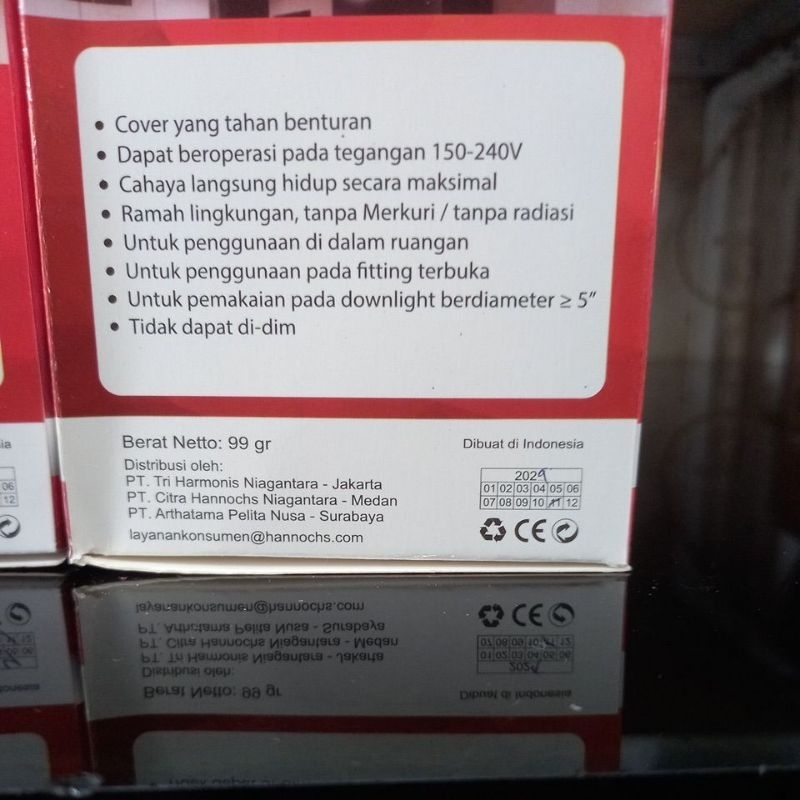 • Cover yang tahan benturan
• Dapat beroperasi pada tegangan 150-240V
• Cahaya langsung hidup secara maksimal
• Ramah lingkungan, tanpa Merkuri / tanpa radiasi
• Untuk penggunaan di dalam ruangan
• Untuk penggunaan pada fitting terbuka
• Untuk pemakaian pada downlight berdiameter ≥ 5"
• Tidak dapat di-dim
Berat Netto: 99 gr
Distribusi oleh:
PT. Tri Harmonis Niagantara - Jakarta
PT. Citra Hannochs Niagantara - Medan
PT. Arthatama Pelita Nusa - Surabaya
layanankonsumen@hannochs.com
Dibuat di Indonesia
202
01 02 03 04 05 06
07 08 09 10 11 12
CE
06
12